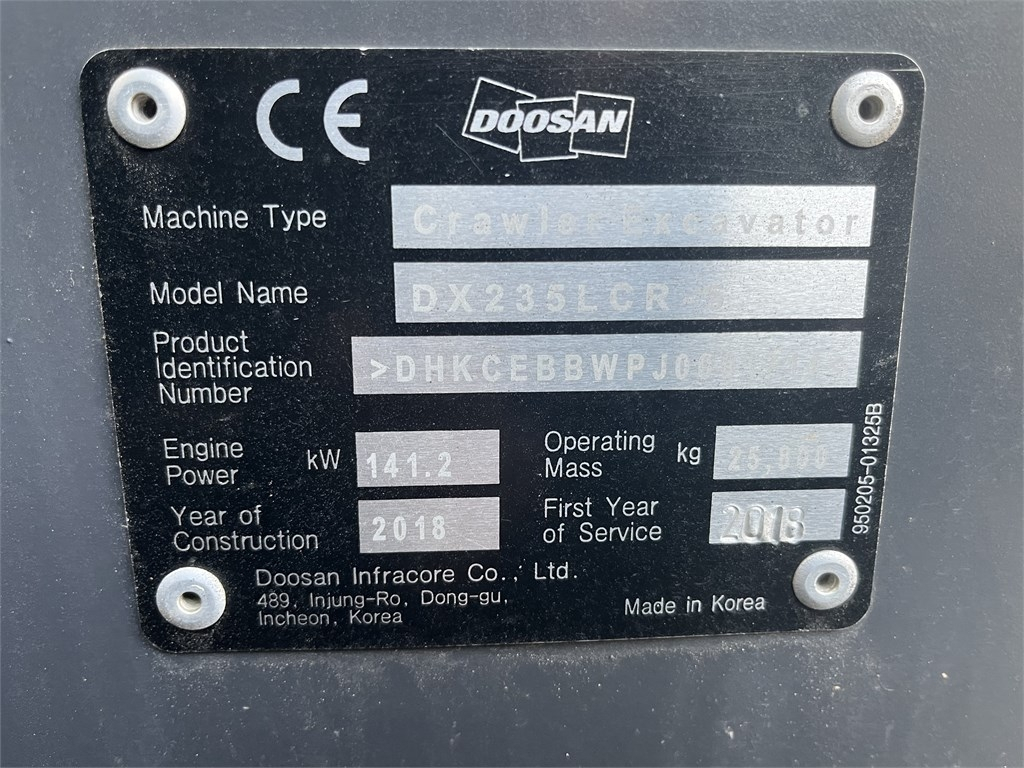 CE DOOSAN
Machine Type Crawle Excavator
Model Name DX235LCR
Product
Identification
Number
Engine
Power kW 141.2
Operating
Mass kg
Year of
Construction 2018
First Year
of Service 2018
950205-01325B
Doosan Infracore Co., Ltd.
489, Injung-Ro, Dong-gu,
Incheon, Korea
Made in Korea